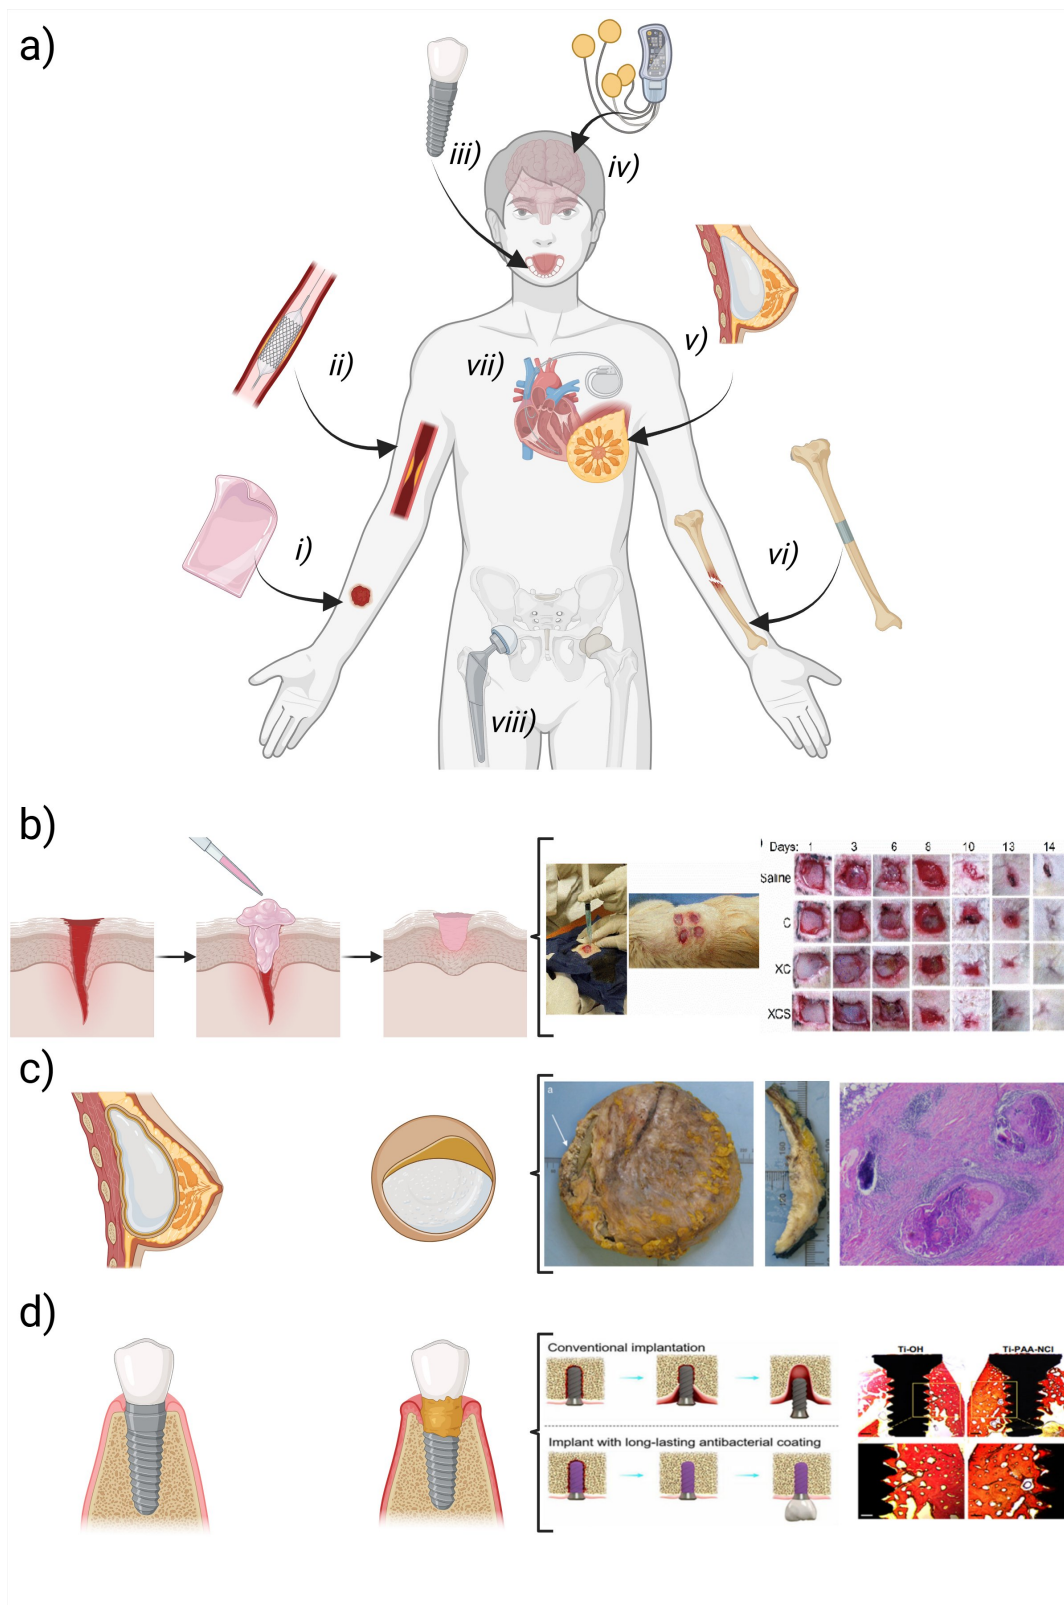 a)
iii)
iv)
ii)
vii)
v)
i)
vi)
viii)
b)
Days: 1 3 6 8 10 13 14
Saline
C
XC
XCS
c)
a
d)
Conventional implantation
Implant with long-lasting antibacterial coating
Ti-OH Ti-PAA-NCl